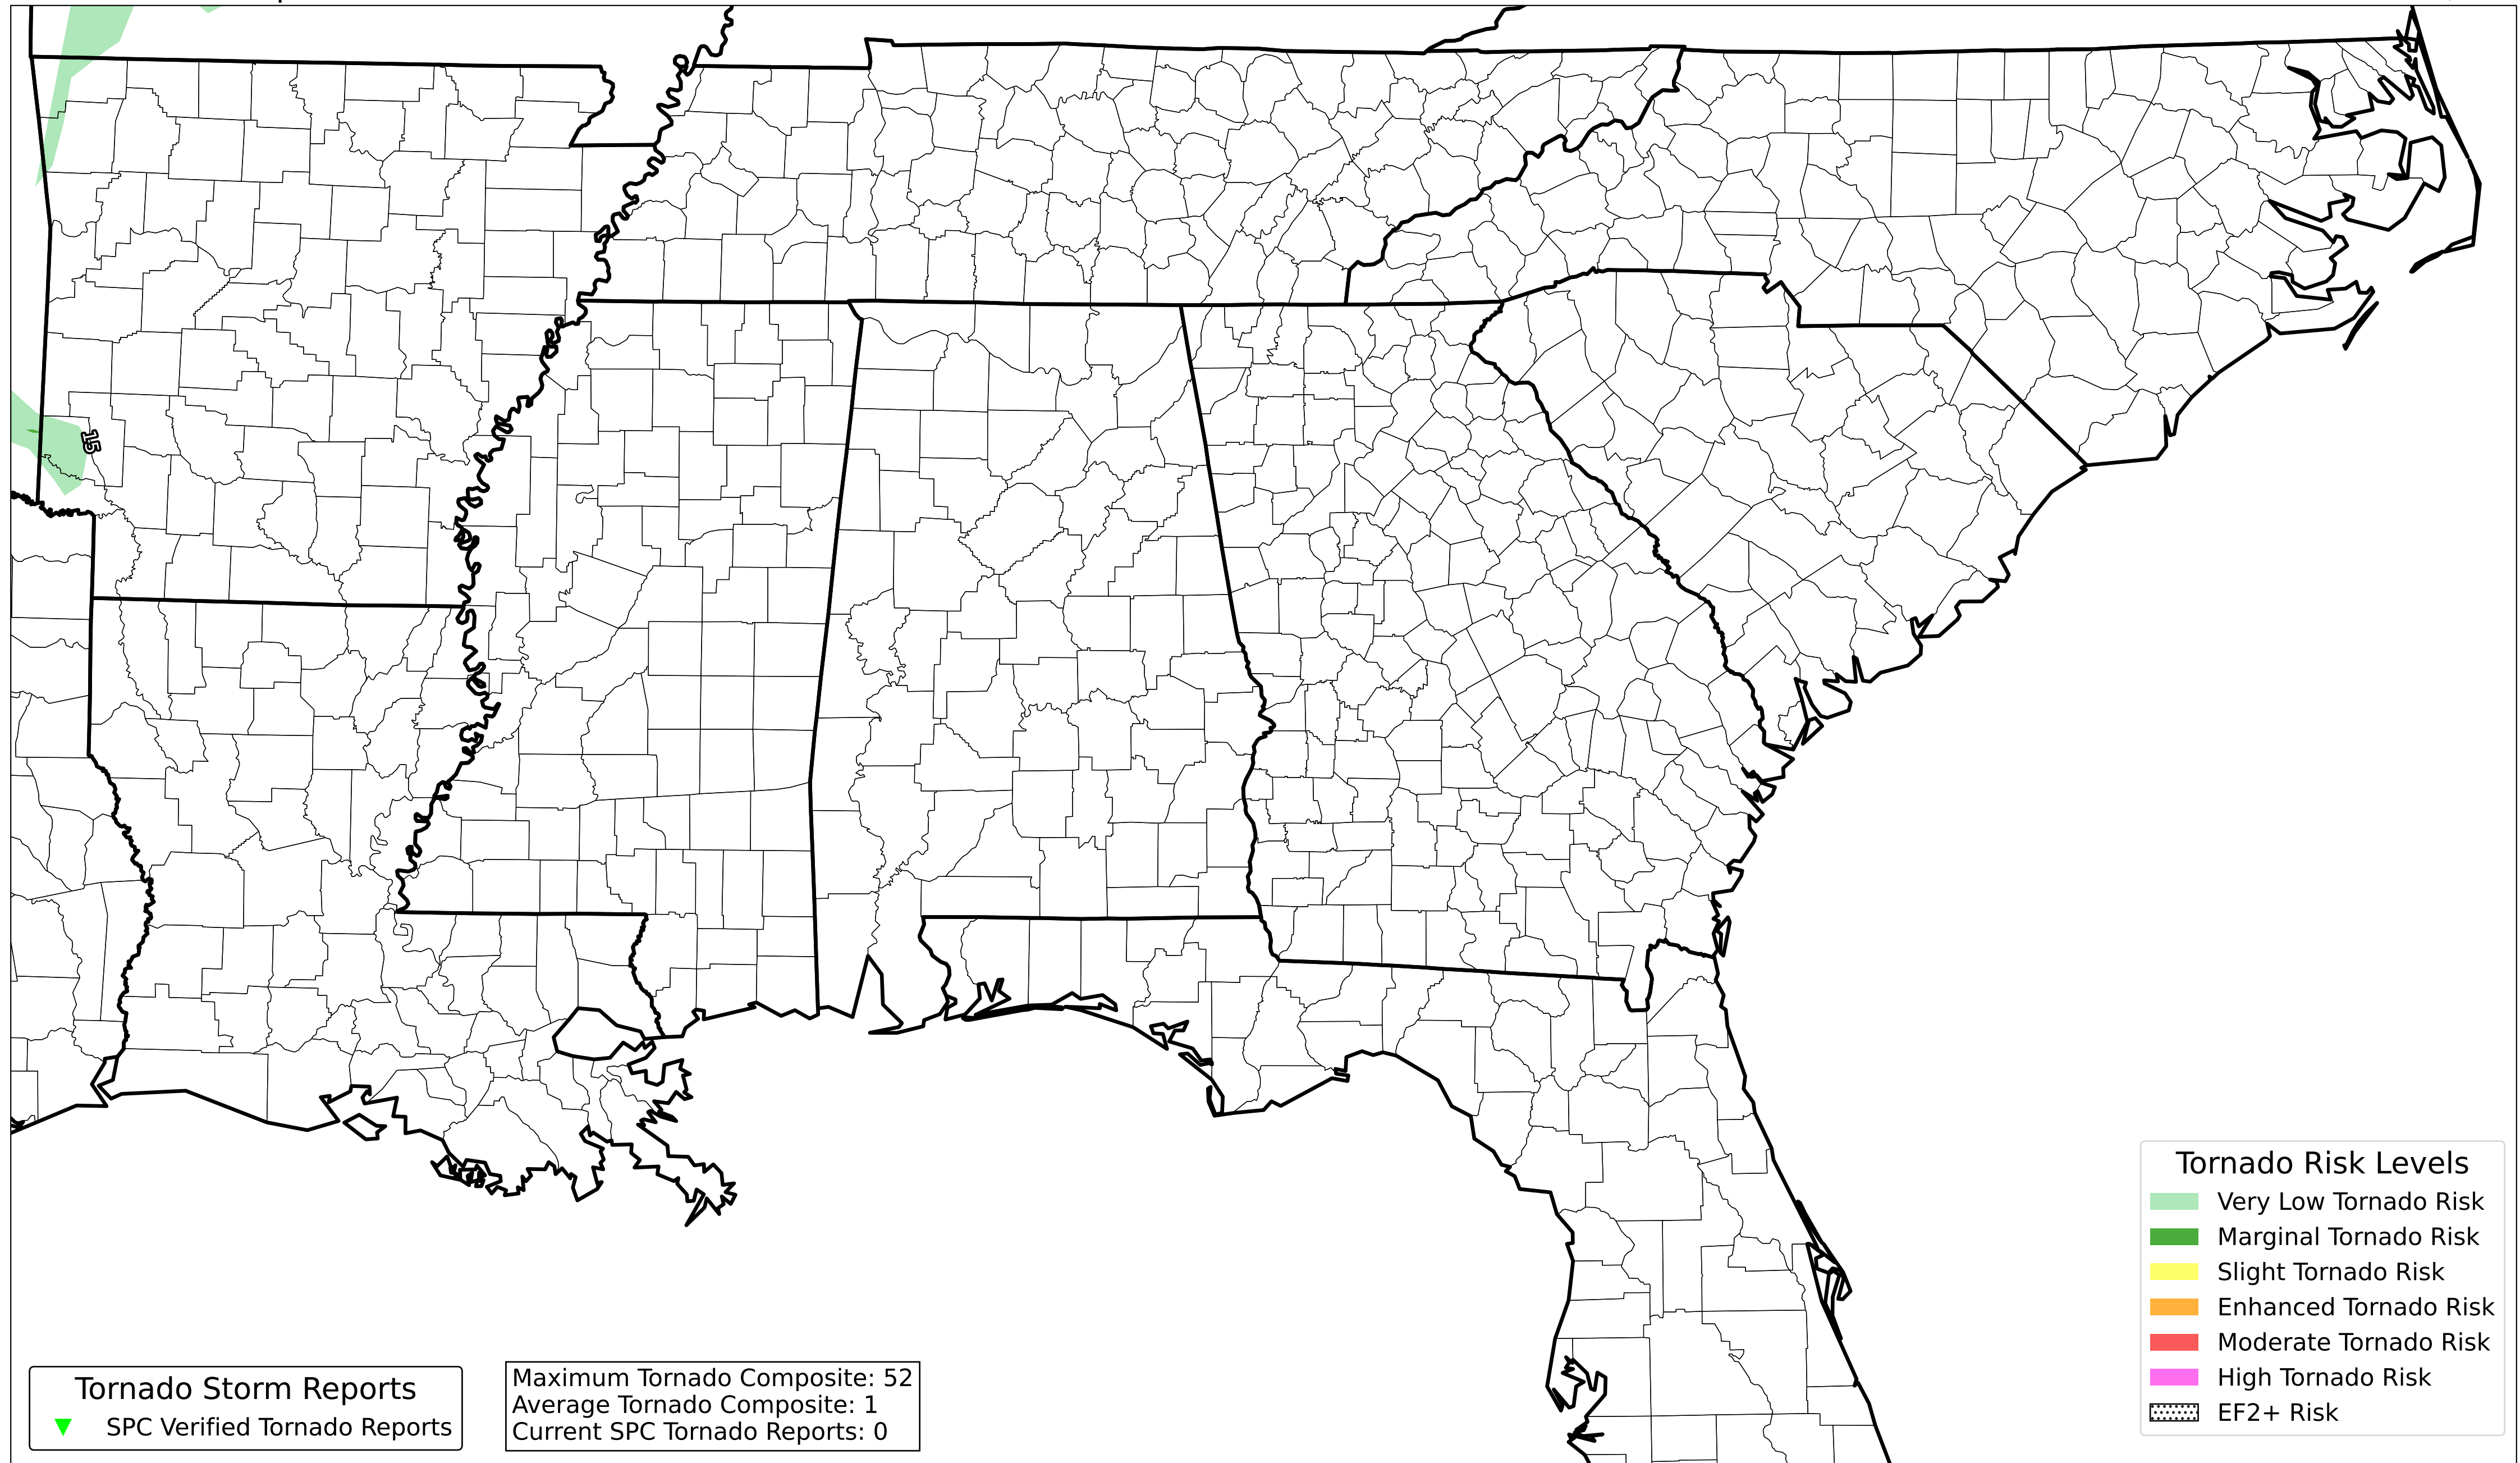 15
Tornado Risk Levels
Very Low Tornado Risk
Marginal Tornado Risk
Slight Tornado Risk
Enhanced Tornado Risk
Moderate Tornado Risk
High Tornado Risk
EF2+ Risk
Tornado Storm Reports
SPC Verified Tornado Reports
Maximum Tornado Composite: 52
Average Tornado Composite: 1
Current SPC Tornado Reports: 0